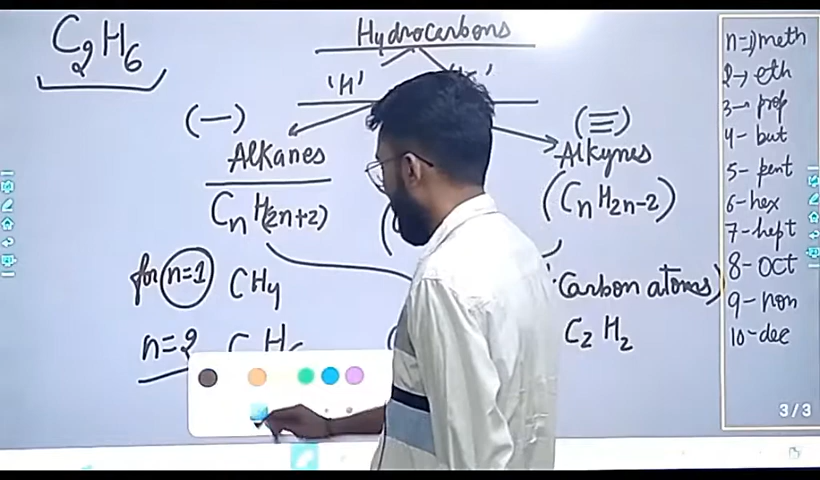 C2H6
Hydrocarbons
'H'
(—)
(≡)
Alkanes
Alkynes
CnH2n+2)
(CnH2n-2)
for n=1 CH4
Carbon atoms)
n=2
C2H2
n=1) meth
2→ eth
3→ prop
4- but
5- pent
6-hex
7-hept
8-Oct
9-non
10-dec
3/3